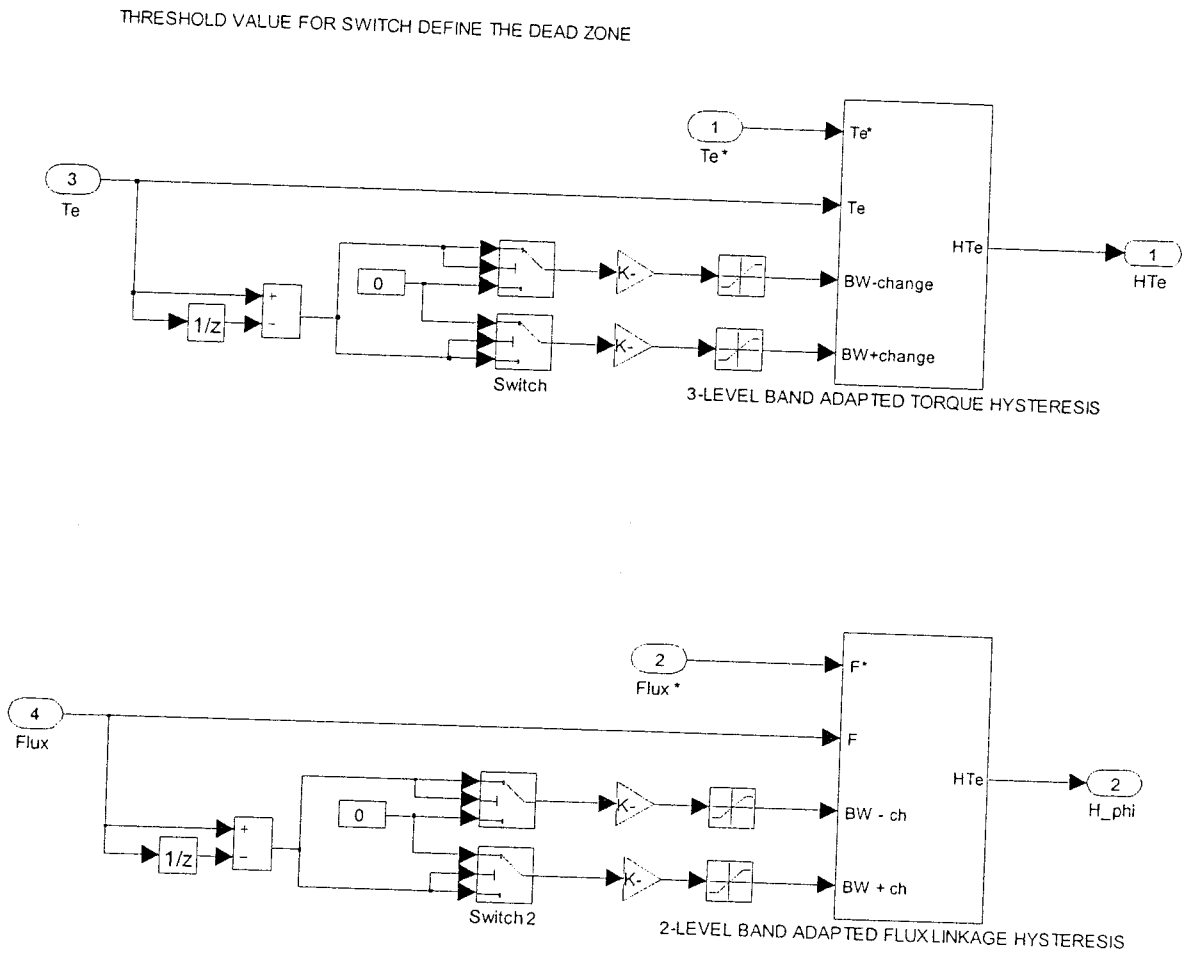 THRESHOLD VALUE FOR SWITCH DEFINE THE DEAD ZONE
1
Te *
Te*
3
Te
Te
HTe
1
HTe
0
K-
BW-change
+
-
1/z
K-
BW+change
Switch
3-LEVEL BAND ADAPTED TORQUE HYSTERESIS
2
Flux *
F*
4
Flux
F
HTe
2
H_phi
0
K-
BW - ch
+
-
1/z
K-
BW + ch
Switch2
2-LEVEL BAND ADAPTED FLUX LINKAGE HYSTERESIS